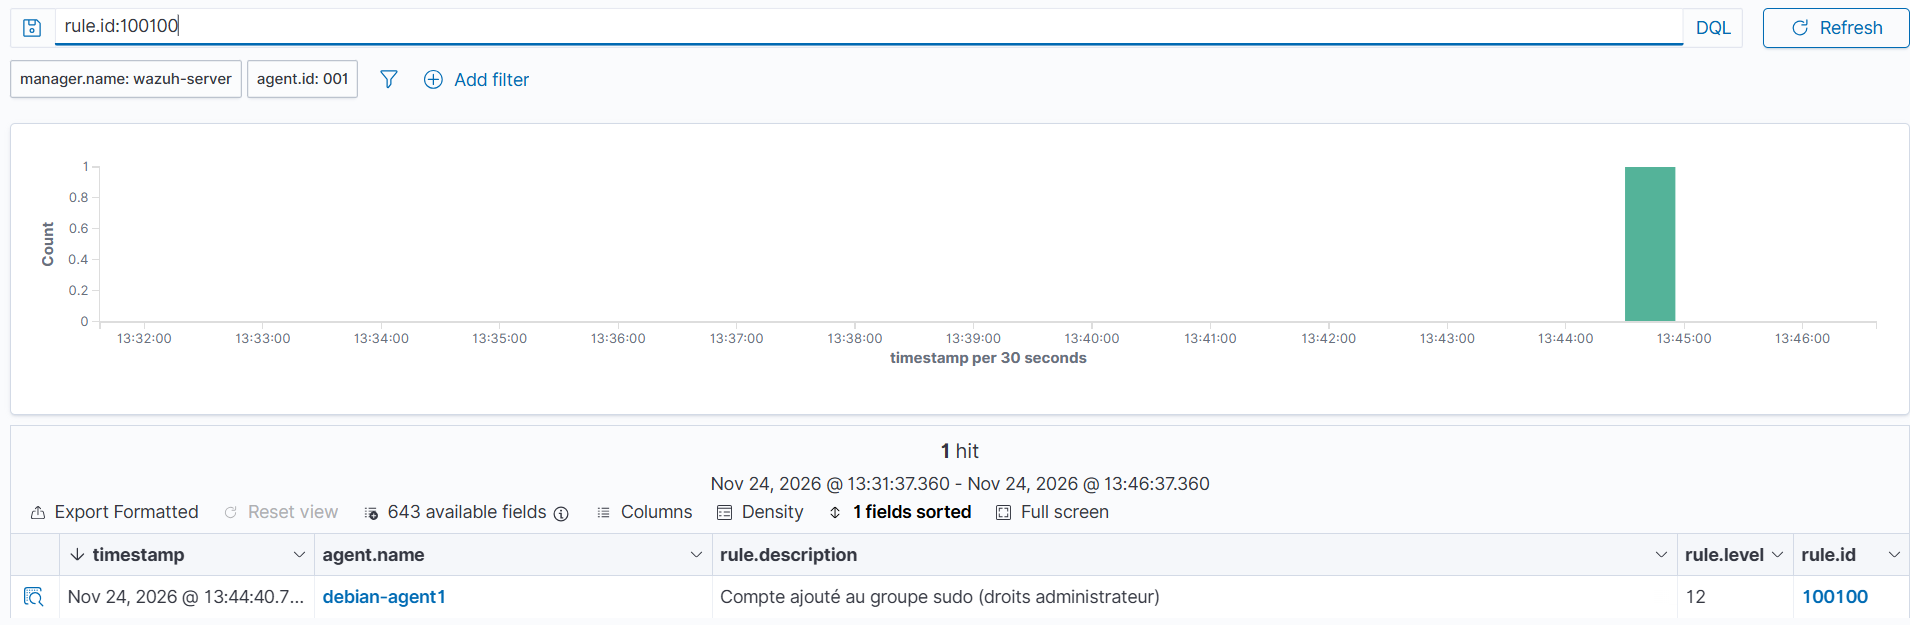 rule.id:100100
DQL
Refresh
manager.name: wazuh-server
agent.id: 001
Add filter
1
0.8
0.6
0.4
0.2
0
Count
13:32:00 13:33:00 13:34:00 13:35:00 13:36:00 13:37:00 13:38:00 13:39:00 13:40:00 13:41:00 13:42:00 13:43:00 13:44:00 13:45:00 13:46:00
timestamp per 30 seconds
1 hit
Nov 24, 2026 @ 13:31:37.360 - Nov 24, 2026 @ 13:46:37.360
Export Formatted Reset view 643 available fields Columns Density 1 fields sorted Full screen
timestamp agent.name rule.description rule.level rule.id
Nov 24, 2026 @ 13:44:40.7... debian-agent1 Compte ajouté au groupe sudo (droits administrateur) 12 100100